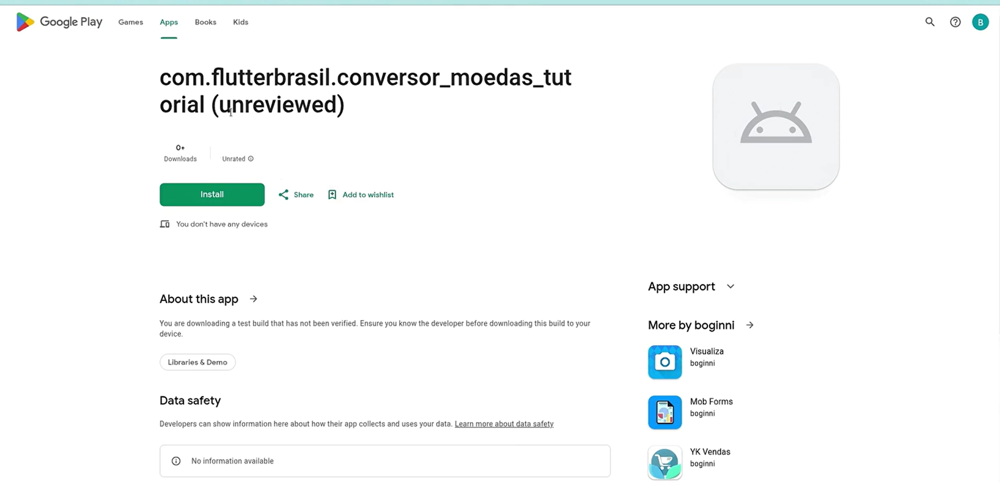 Google Play Games Apps Books Kids
B
com.flutterbrasil.conversor_moedas_tut
orial (unreviewed)
0+
Downloads
Unrated
Install
Share
Add to wishlist
You don't have any devices
About this app
You are downloading a test build that has not been verified. Ensure you know the developer before downloading this build to your
device.
Libraries & Demo
Data safety
Developers can show information here about how their app collects and uses your data. Learn more about data safety
No information available
App support
More by boginni
Visualiza
boginni
Mob Forms
boginni
YK Vendas
boginni